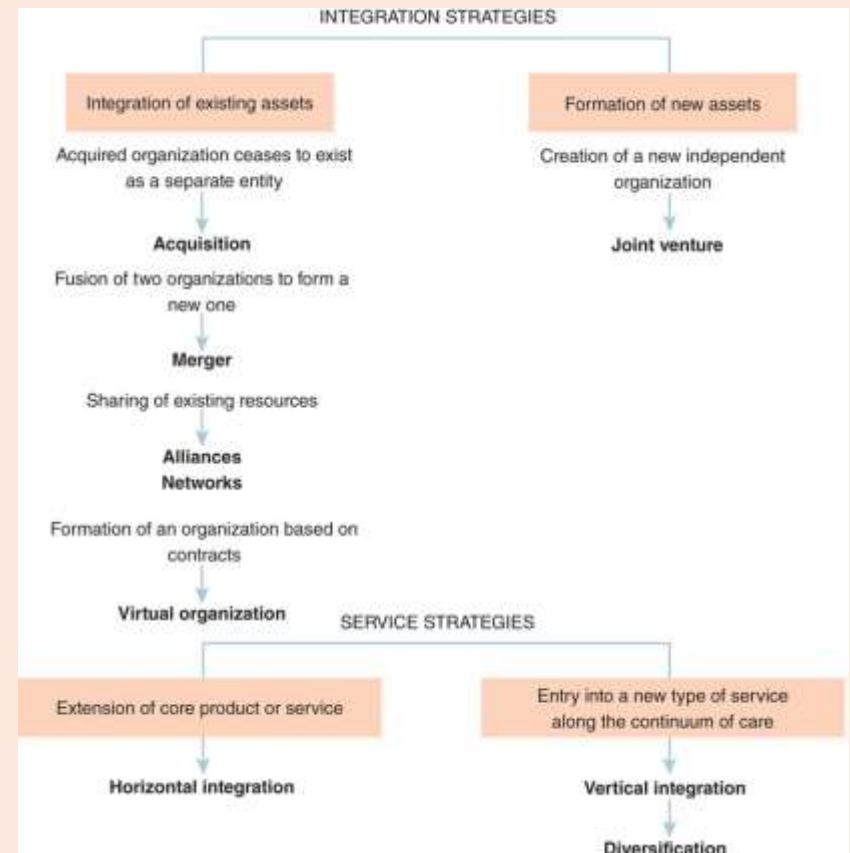 INTEGRATION STRATEGIES
Integration of existing assets
Formation of new assets
Acquired organization ceases to exist
as a separate entity
Creation of a new independent
organization
Acquisition
Joint venture
Fusion of two organizations to form a
new one
Merger
Sharing of existing resources
Alliances
Networks
Formation of an organization based on
contracts
Virtual organization
SERVICE STRATEGIES
Extension of core product or service
Entry into a new type of service
along the continuum of care
Horizontal integration
Vertical integration
Diversification